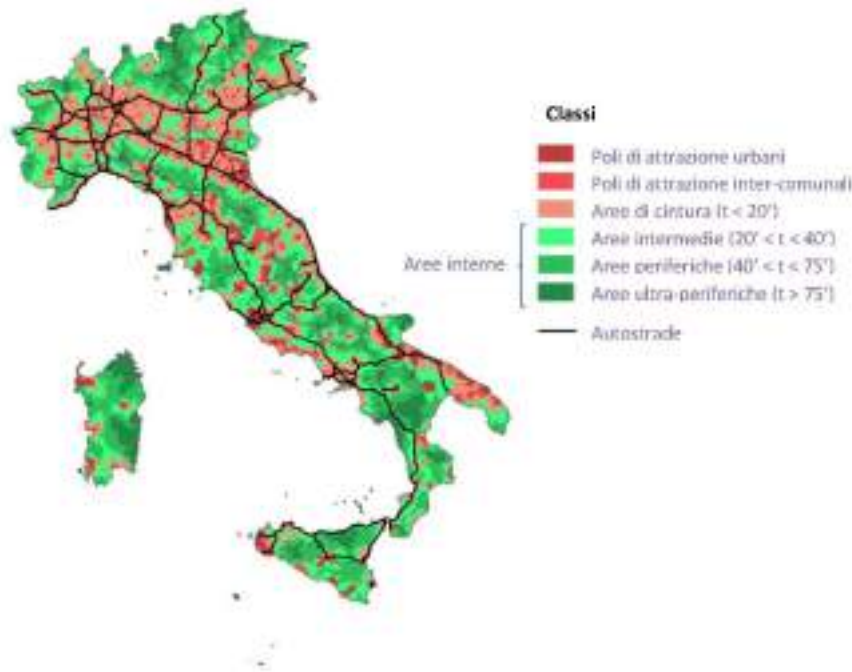 Classi
Poli di attrazione urbani
Poli di attrazione inter-comunali
Aree di cintura (t < 20')
Aree intermedie (20' < t < 40')
Aree interne
Aree periferiche (40' < t < 75')
Aree ultra-periferiche (t > 75')
Autostrade